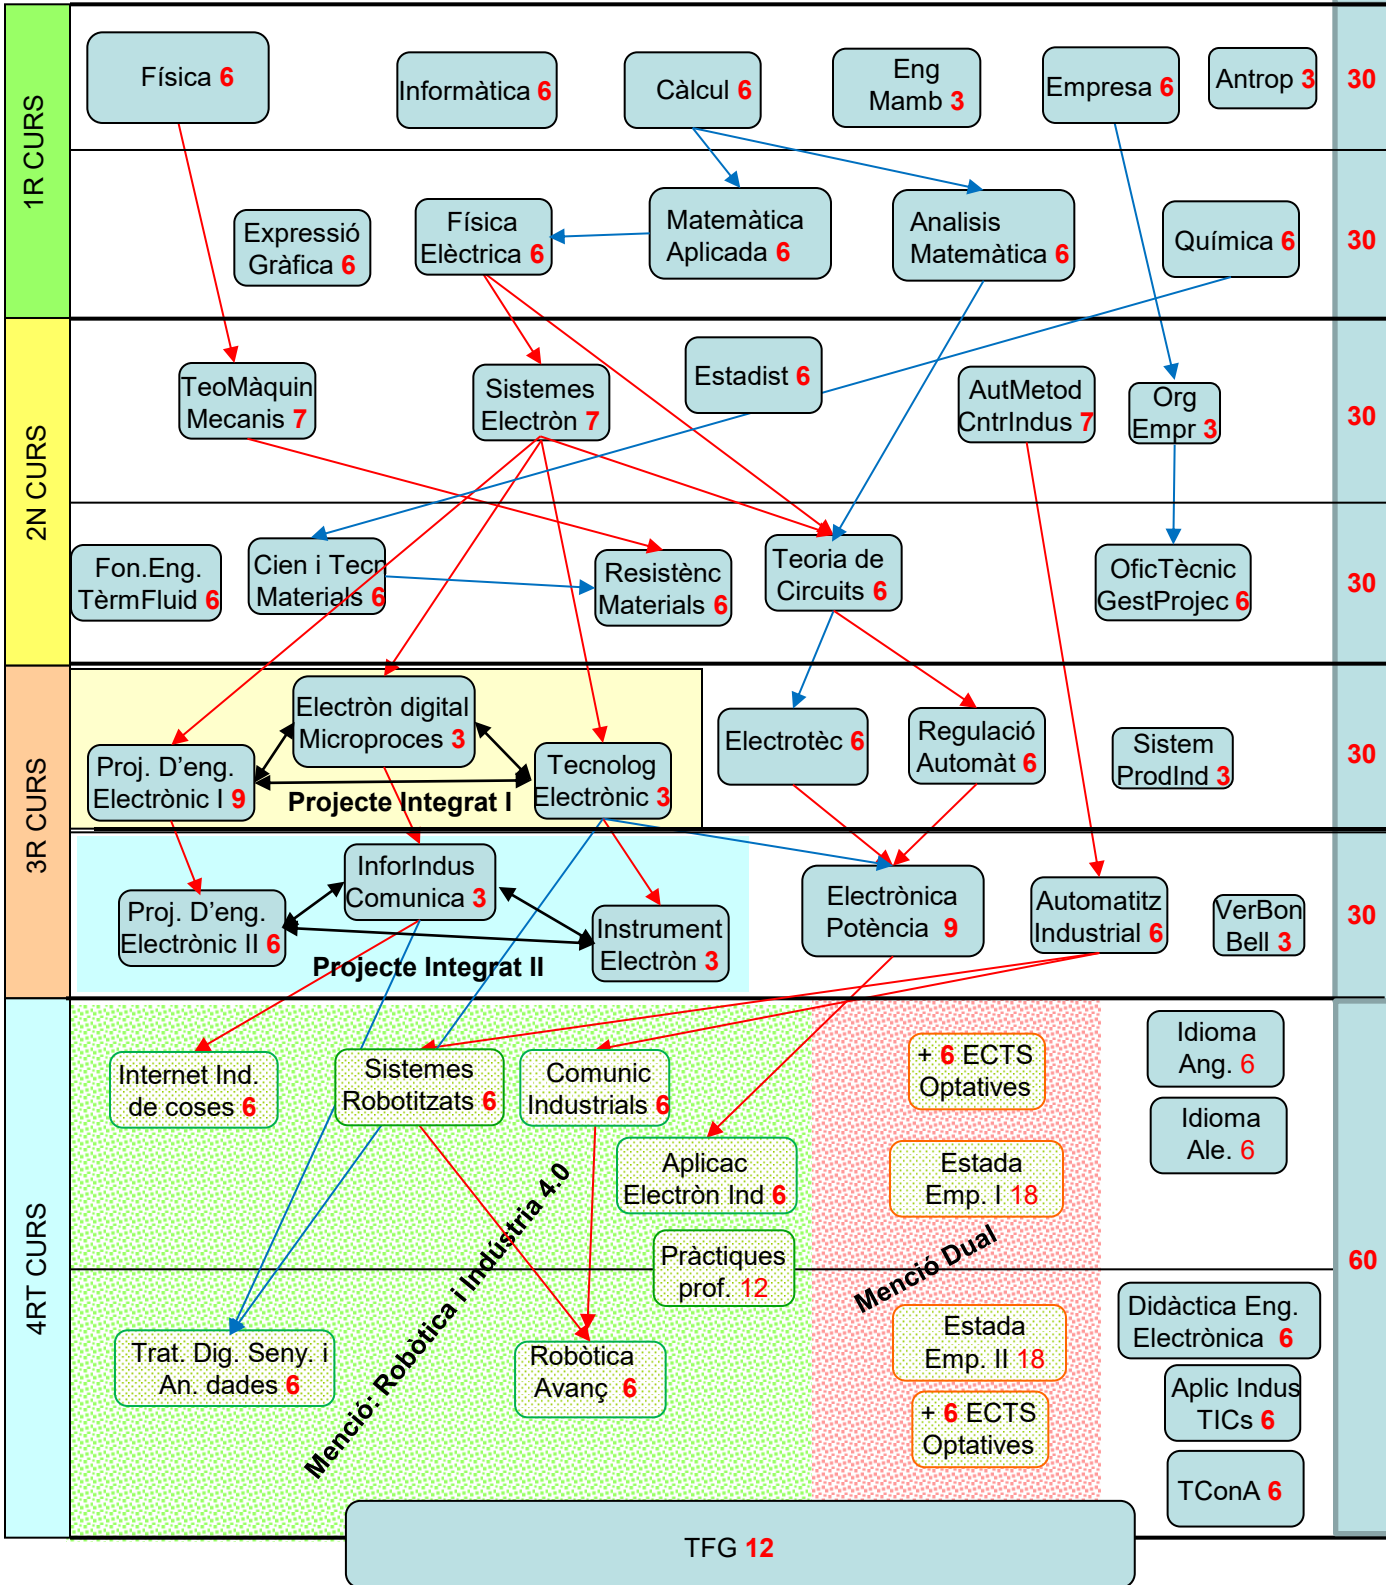 1R CURS
Física 6
Informàtica 6
Càlcul 6
Eng
Mamb 3
Empresa 6
Antrop 3
30
Expressió
Gràfica 6
Física
Elèctrica 6
Matemàtica
Aplicada 6
Analisis
Matemàtica 6
Química 6
30
2N CURS
TeoMàquin
Mecanis 7
Sistemes
Electròn 7
Estadist 6
AutMetod
CntrIndus 7
Org
Empr 3
30
Fon.Eng.
TèrmFluid 6
Cien i Tecn
Materials 6
Resistènc
Materials 6
Teoria de
Circuits 6
OficTècnic
GestProjec 6
30
3R CURS
Electròn digital
Microproces 3
Proj. D'eng.
Electrònic I 9
Tecnolog
Electrònic 3
Projecte Integrat I
Electrotèc 6
Regulació
Automàt 6
Sistem
ProdInd 3
30
InforIndus
Comunica 3
Proj. D'eng.
Electrònic II 6
Instrument
Electròn 3
Projecte Integrat II
Electrònica
Potència 9
Automatitz
Industrial 6
VerBon
Bell 3
30
4RT CURS
Internet Ind.
de coses 6
Sistemes
Robotitzats 6
Comunic
Industrials 6
+ 6 ECTS
Optatives
Idioma
Ang. 6
Idioma
Ale. 6
Aplicac
Electròn Ind 6
Estada
Emp. I 18
Pràctiques
prof. 12
Menció: Robòtica i Indústria 4.0
Menció Dual
60
Trat. Dig. Seny. i
An. dades 6
Robòtica
Avanç 6
Estada
Emp. II 18
+ 6 ECTS
Optatives
Didàctica Eng.
Electrònica 6
Aplic Indus
TICs 6
TConA 6
TFG 12